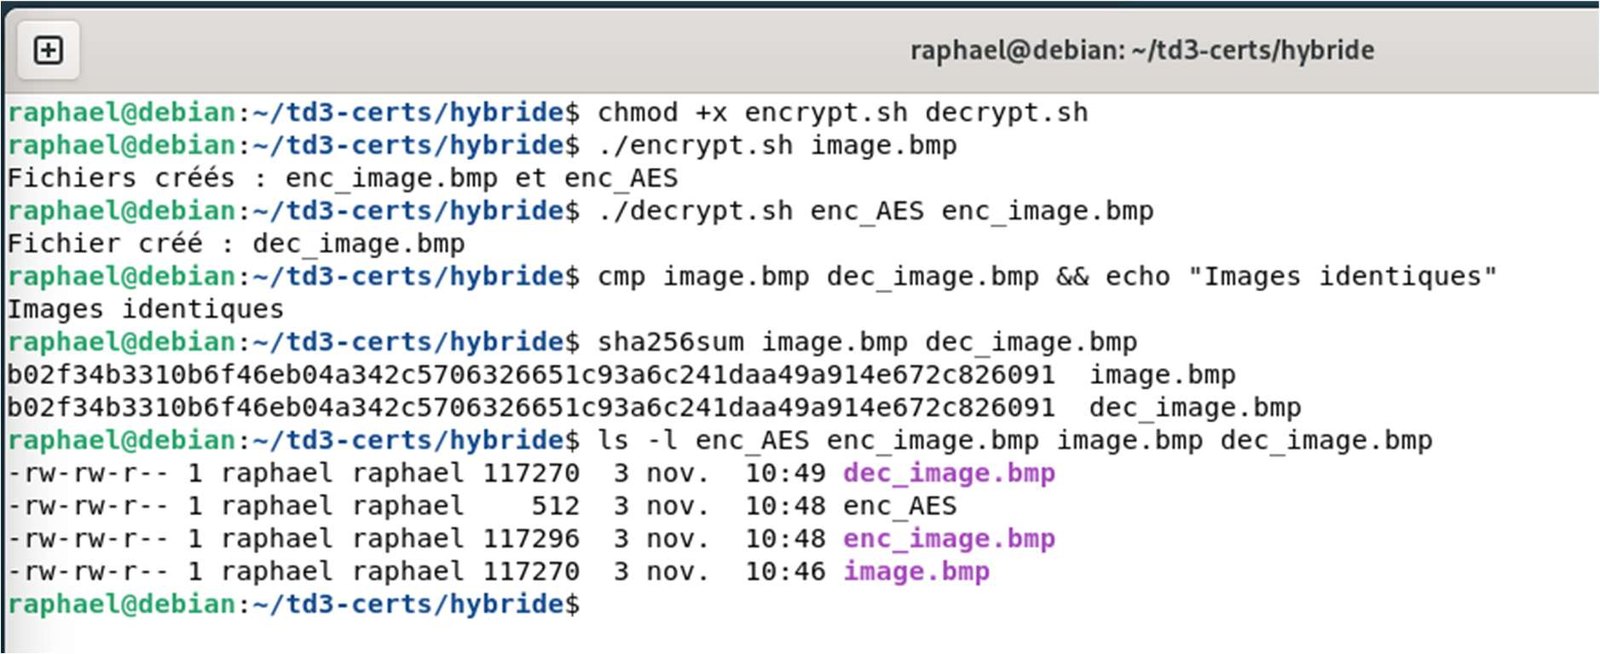 raphael@debian: ~/td3-certs/hybride
raphael@debian:~/td3-certs/hybride$ chmod +x encrypt.sh decrypt.sh
raphael@debian:~/td3-certs/hybride$ ./encrypt.sh image.bmp
Fichiers créés : enc_image.bmp et enc_AES
raphael@debian:~/td3-certs/hybride$ ./decrypt.sh enc_AES enc_image.bmp
Fichier créé : dec_image.bmp
raphael@debian:~/td3-certs/hybride$ cmp image.bmp dec_image.bmp && echo "Images identiques"
Images identiques
raphael@debian:~/td3-certs/hybride$ sha256sum image.bmp dec_image.bmp
b02f34b3310b6f46eb04a342c5706326651c93a6c241daa49a914e672c826091  image.bmp
b02f34b3310b6f46eb04a342c5706326651c93a6c241daa49a914e672c826091  dec_image.bmp
raphael@debian:~/td3-certs/hybride$ ls -l enc_AES enc_image.bmp image.bmp dec_image.bmp
-rw-rw-r-- 1 raphael raphael 117270  3 nov.  10:49 dec_image.bmp
-rw-rw-r-- 1 raphael raphael    512  3 nov.  10:48 enc_AES
-rw-rw-r-- 1 raphael raphael 117296  3 nov.  10:48 enc_image.bmp
-rw-rw-r-- 1 raphael raphael 117270  3 nov.  10:46 image.bmp
raphael@debian:~/td3-certs/hybride$